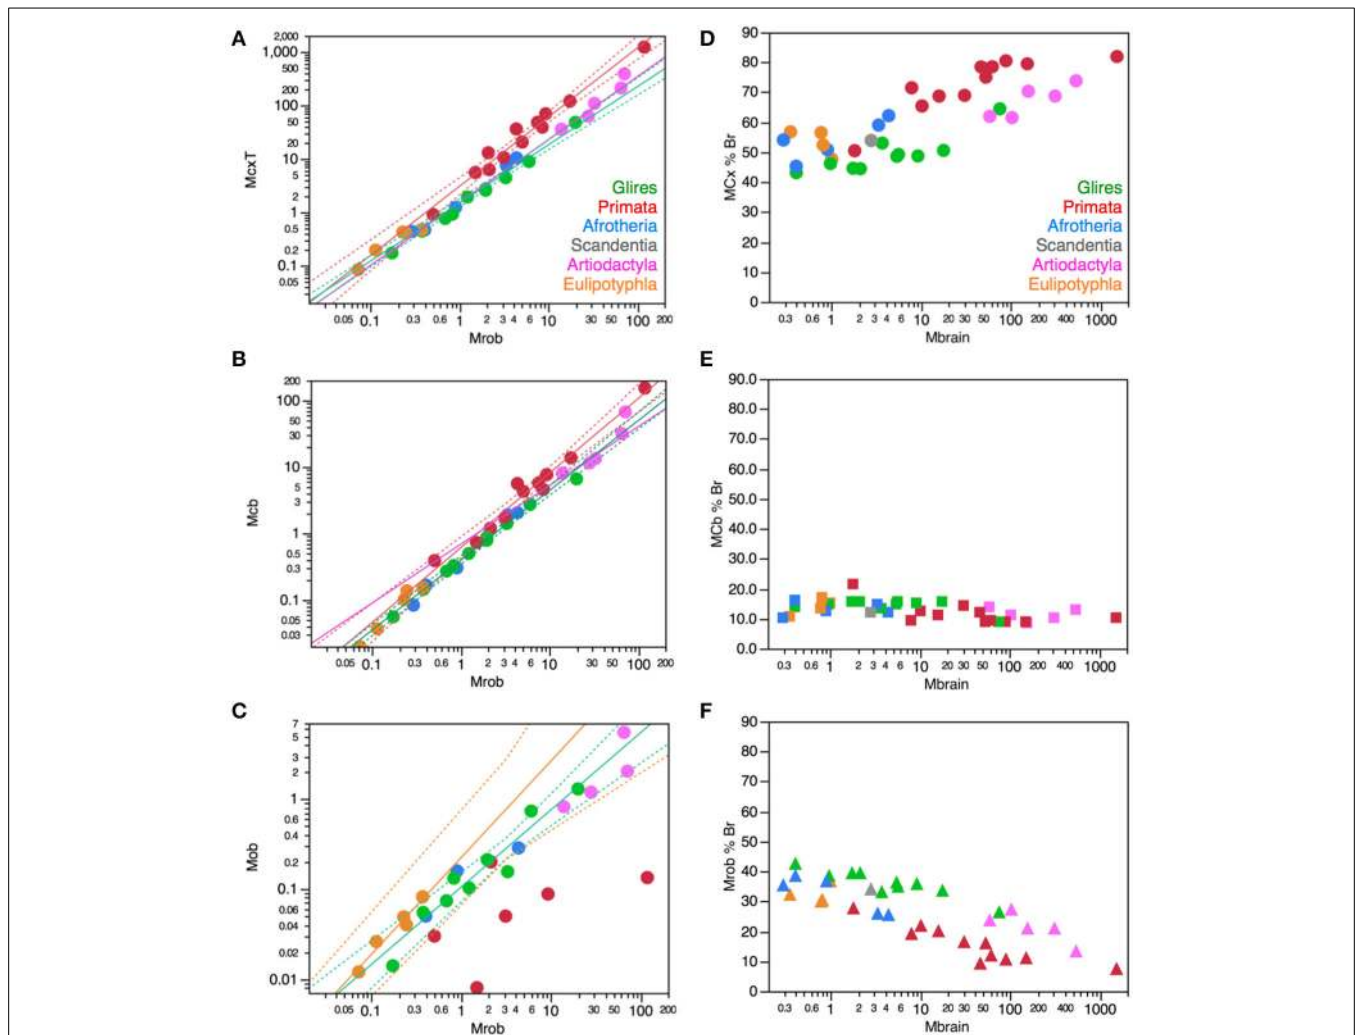 A
2,000
1,000
500
200
100
50
20
10
5
2
1
0.5
0.2
0.1
0.05
McxT
Glires
Primata
Afrotheria
Scandentia
Artiodactyla
Eulipotyphla
0.05 0.1 0.3 0.6 1 2 3 4 6 10 20 30 50 100 200
Mrob
D
90
80
70
60
50
40
30
20
10
0
MCx % Br
Glires
Primata
Afrotheria
Scandentia
Artiodactyla
Eulipotyphla
0.3 0.6 1 2 3 4 6 10 20 30 50 100 200 400 1000
Mbrain
B
200
100
50
30
20
10
5
3
2
1
0.5
0.3
0.2
0.1
0.05
0.03
Mcb
0.05 0.1 0.3 0.6 1 2 3 4 6 10 20 30 50 100 200
Mrob
E
90.0
80.0
70.0
60.0
50.0
40.0
30.0
20.0
10.0
0.0
MCb % Br
0.3 0.6 1 2 3 4 6 10 20 30 50 100 200 400 1000
Mbrain
C
7
5
3
2
1
0.6
0.4
0.2
0.1
0.06
0.04
0.02
0.01
Mob
0.05 0.1 0.2 0.4 1 2 3 4 6 10 20 30 50 100 200
Mrob
F
90
80
70
60
50
40
30
20
10
0
Mrob % Br
0.3 0.6 1 2 3 4 6 10 20 30 50 100 200 400 1000
Mbrain